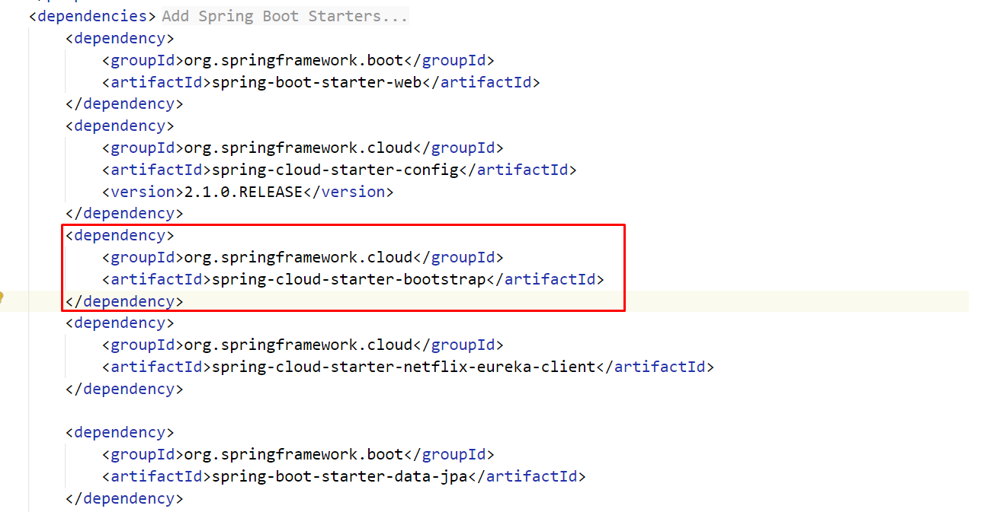 <dependencies> Add Spring Boot Starters...
<dependency>
<groupId>org.springframework.boot</groupId>
<artifactId>spring-boot-starter-web</artifactId>
</dependency>
<dependency>
<groupId>org.springframework.cloud</groupId>
<artifactId>spring-cloud-starter-config</artifactId>
<version>2.1.0.RELEASE</version>
</dependency>
<dependency>
<groupId>org.springframework.cloud</groupId>
<artifactId>spring-cloud-starter-bootstrap</artifactId>
</dependency>
<dependency>
<groupId>org.springframework.cloud</groupId>
<artifactId>spring-cloud-starter-netflix-eureka-client</artifactId>
</dependency>
<dependency>
<groupId>org.springframework.boot</groupId>
<artifactId>spring-boot-starter-data-jpa</artifactId>
</dependency>